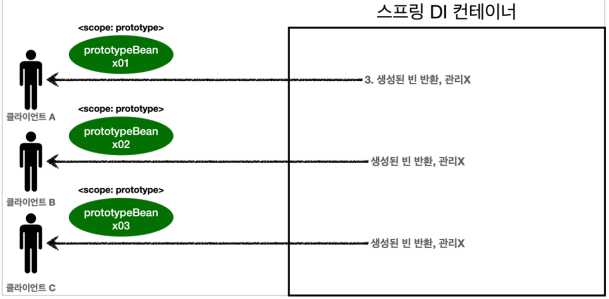 스프링 DI 컨테이너
<scope: prototype>
prototypeBean
x01
3. 생성된 빈 반환, 관리X
클라이언트 A
<scope: prototype>
prototypeBean
x02
생성된 빈 반환, 관리X
클라이언트 B
<scope: prototype>
prototypeBean
x03
생성된 빈 반환, 관리X
클라이언트 C